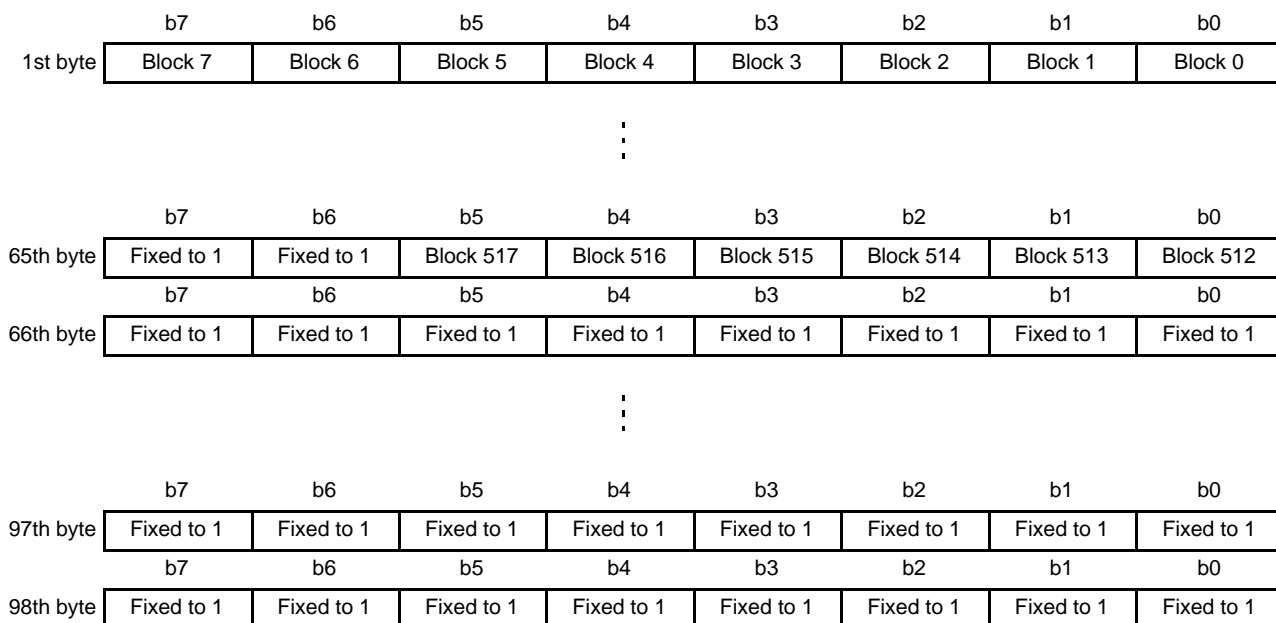 b7 b6 b5 b4 b3 b2 b1 b0
1st byte Block 7 Block 6 Block 5 Block 4 Block 3 Block 2 Block 1 Block 0
b7 b6 b5 b4 b3 b2 b1 b0
65th byte Fixed to 1 Fixed to 1 Block 517 Block 516 Block 515 Block 514 Block 513 Block 512
b7 b6 b5 b4 b3 b2 b1 b0
66th byte Fixed to 1 Fixed to 1 Fixed to 1 Fixed to 1 Fixed to 1 Fixed to 1 Fixed to 1 Fixed to 1
b7 b6 b5 b4 b3 b2 b1 b0
97th byte Fixed to 1 Fixed to 1 Fixed to 1 Fixed to 1 Fixed to 1 Fixed to 1 Fixed to 1 Fixed to 1
b7 b6 b5 b4 b3 b2 b1 b0
98th byte Fixed to 1 Fixed to 1 Fixed to 1 Fixed to 1 Fixed to 1 Fixed to 1 Fixed to 1 Fixed to 1